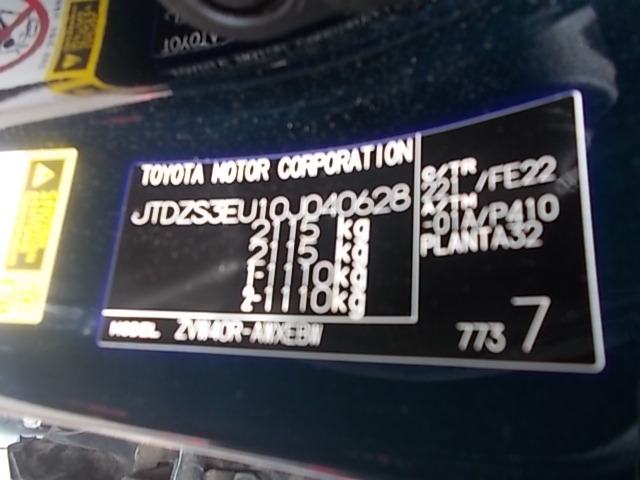 TOYOTA MOTOR CORPORATION
JTDZS3EU10J040628
2115 kg
2115 kg
1-1110kg
2-1110kg
C/TR
221 /FE22
A/TM
-01A/P410
PLANTA32
MODEL ZVW40R-AWXEBW
773 7